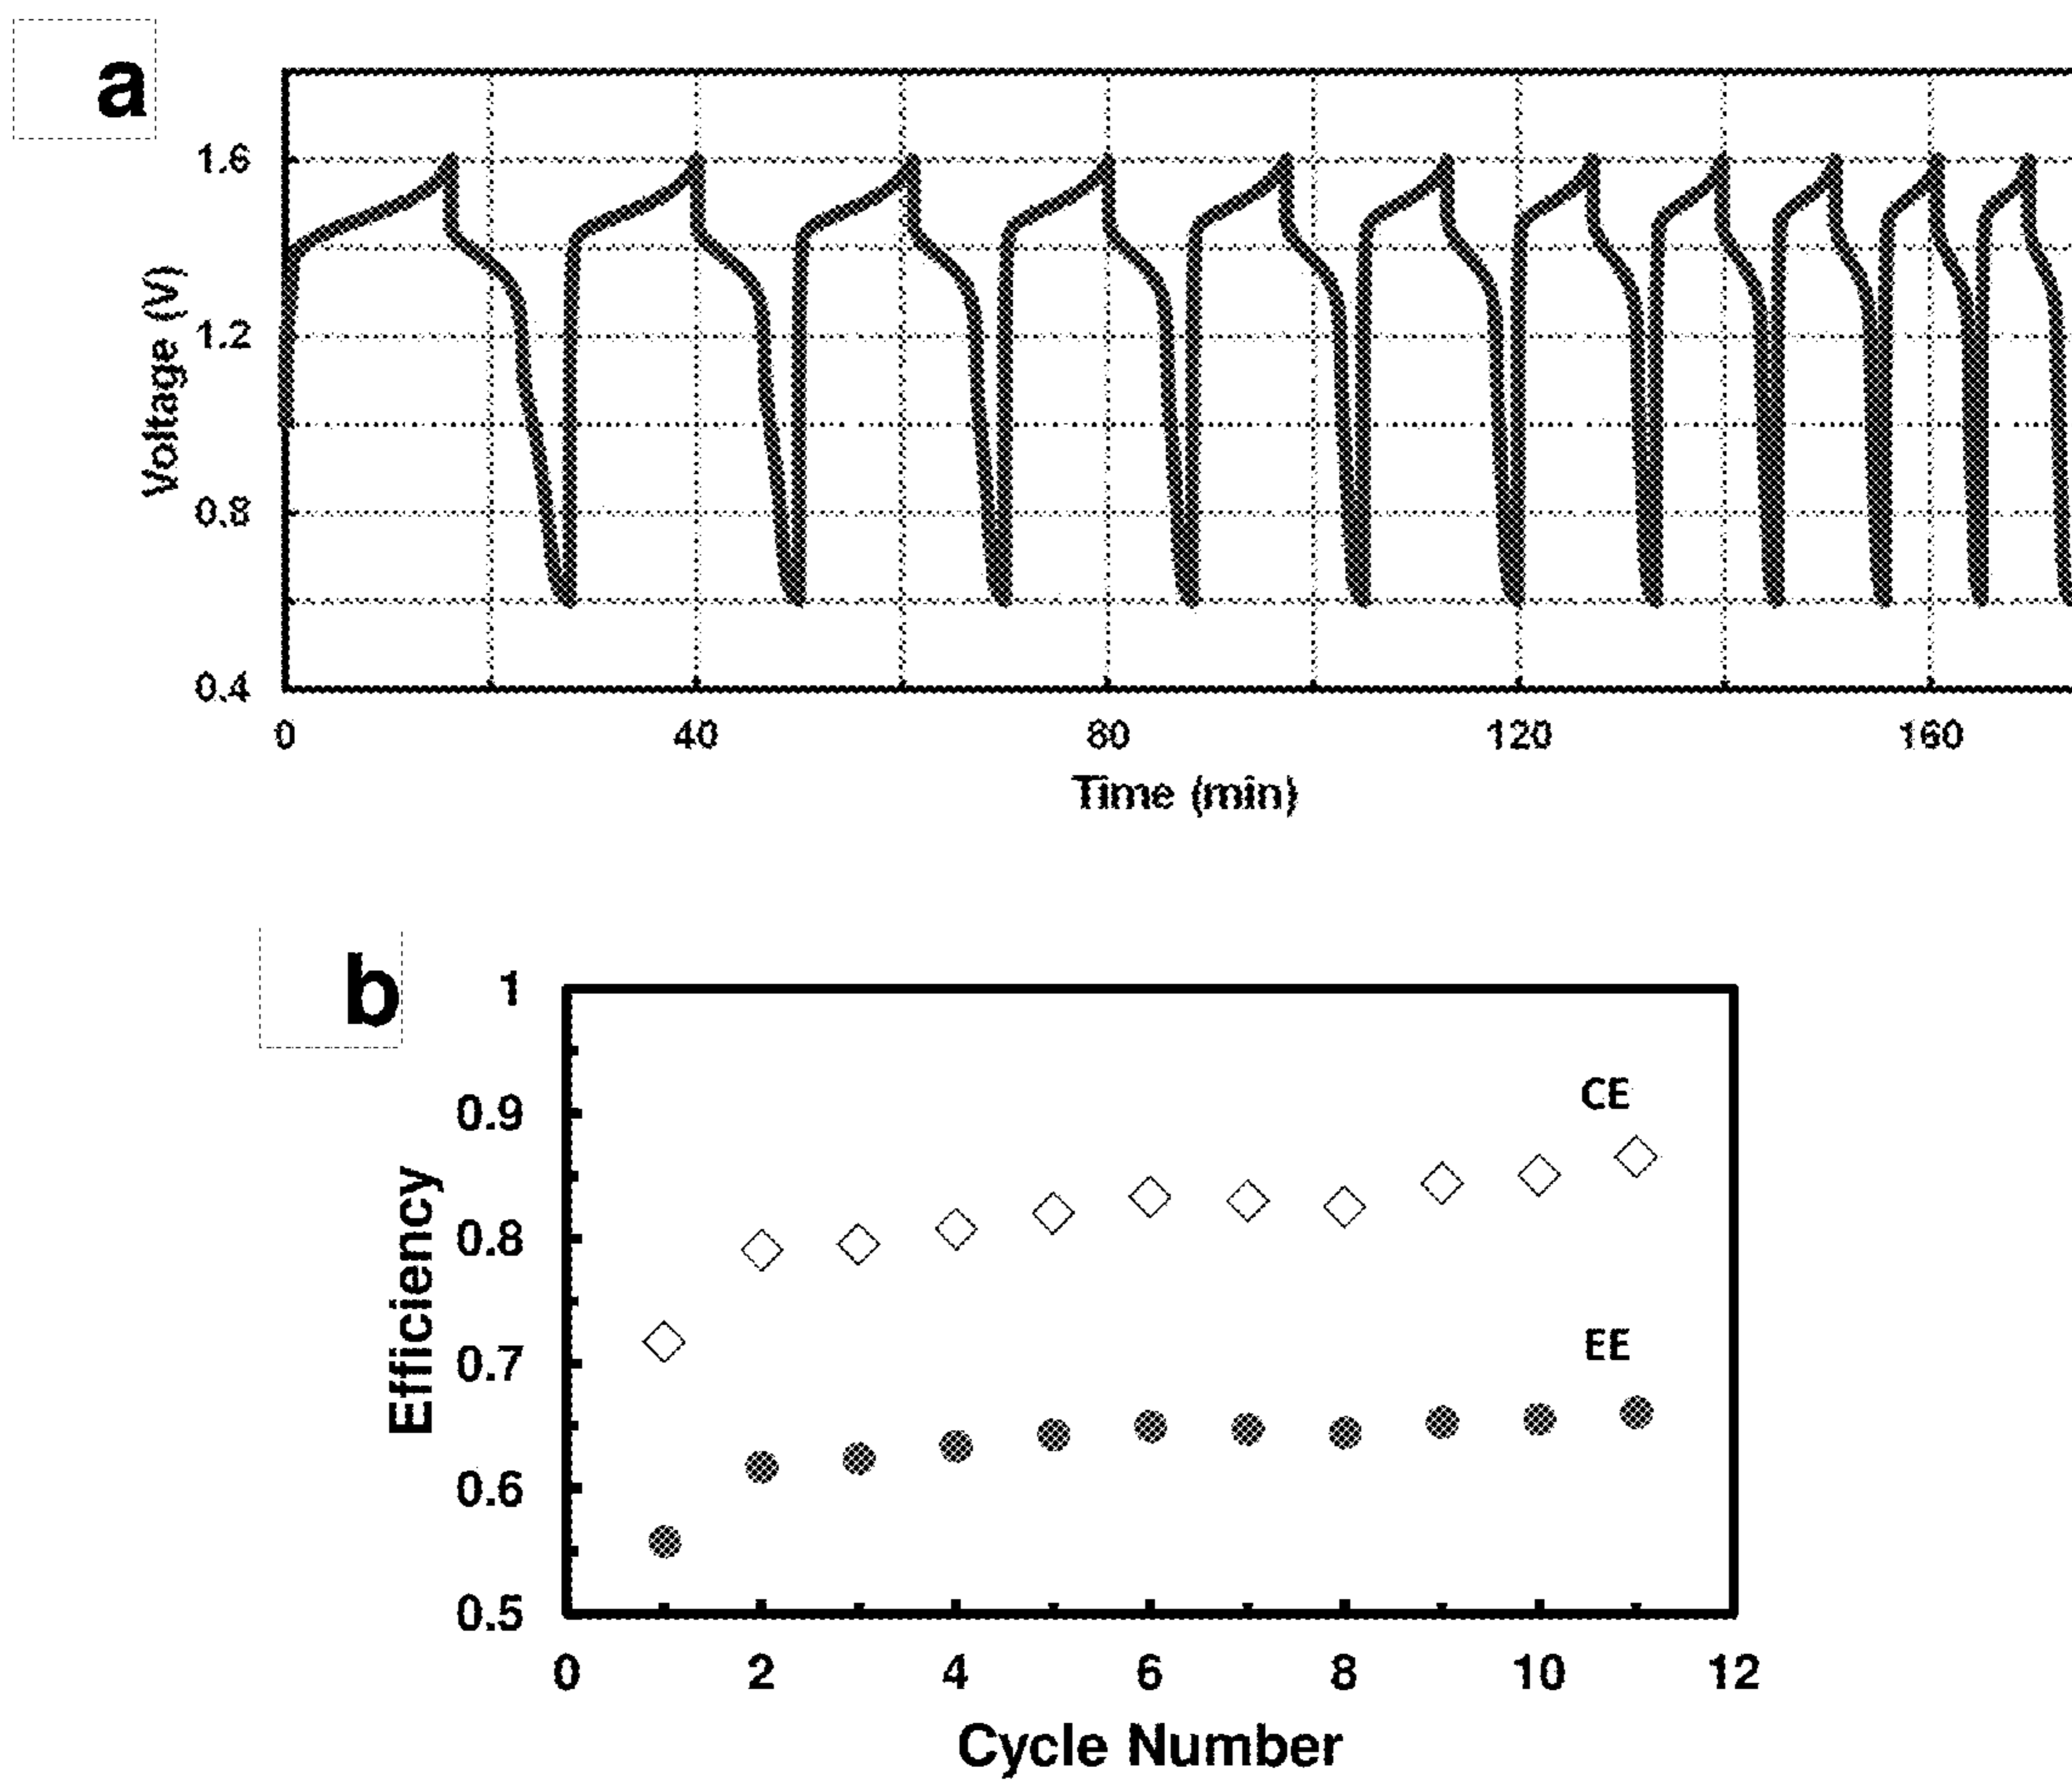 a
1.6
1.2
0.8
0.4
Voltage (V)
0 40 80 120 160
Time (min)
b
1
0.9
0.8
0.7
0.6
0.5
Efficiency
CE
EE
0 2 4 6 8 10 12
Cycle Number